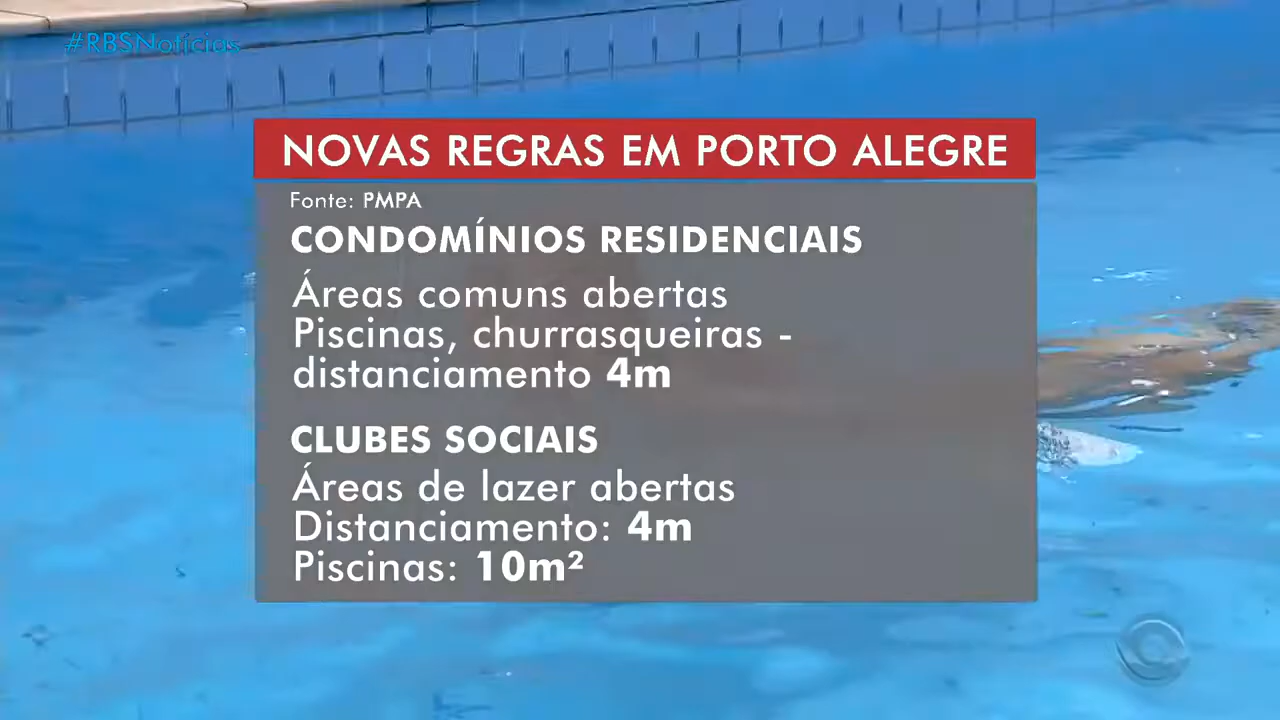 #RBSNotícias
NOVAS REGRAS EM PORTO ALEGRE
Fonte: PMPA
CONDOMÍNIOS RESIDENCIAIS
Áreas comuns abertas
Piscinas, churrasqueiras -
distanciamento 4m
CLUBES SOCIAIS
Áreas de lazer abertas
Distanciamento: 4m
Piscinas: 10m²